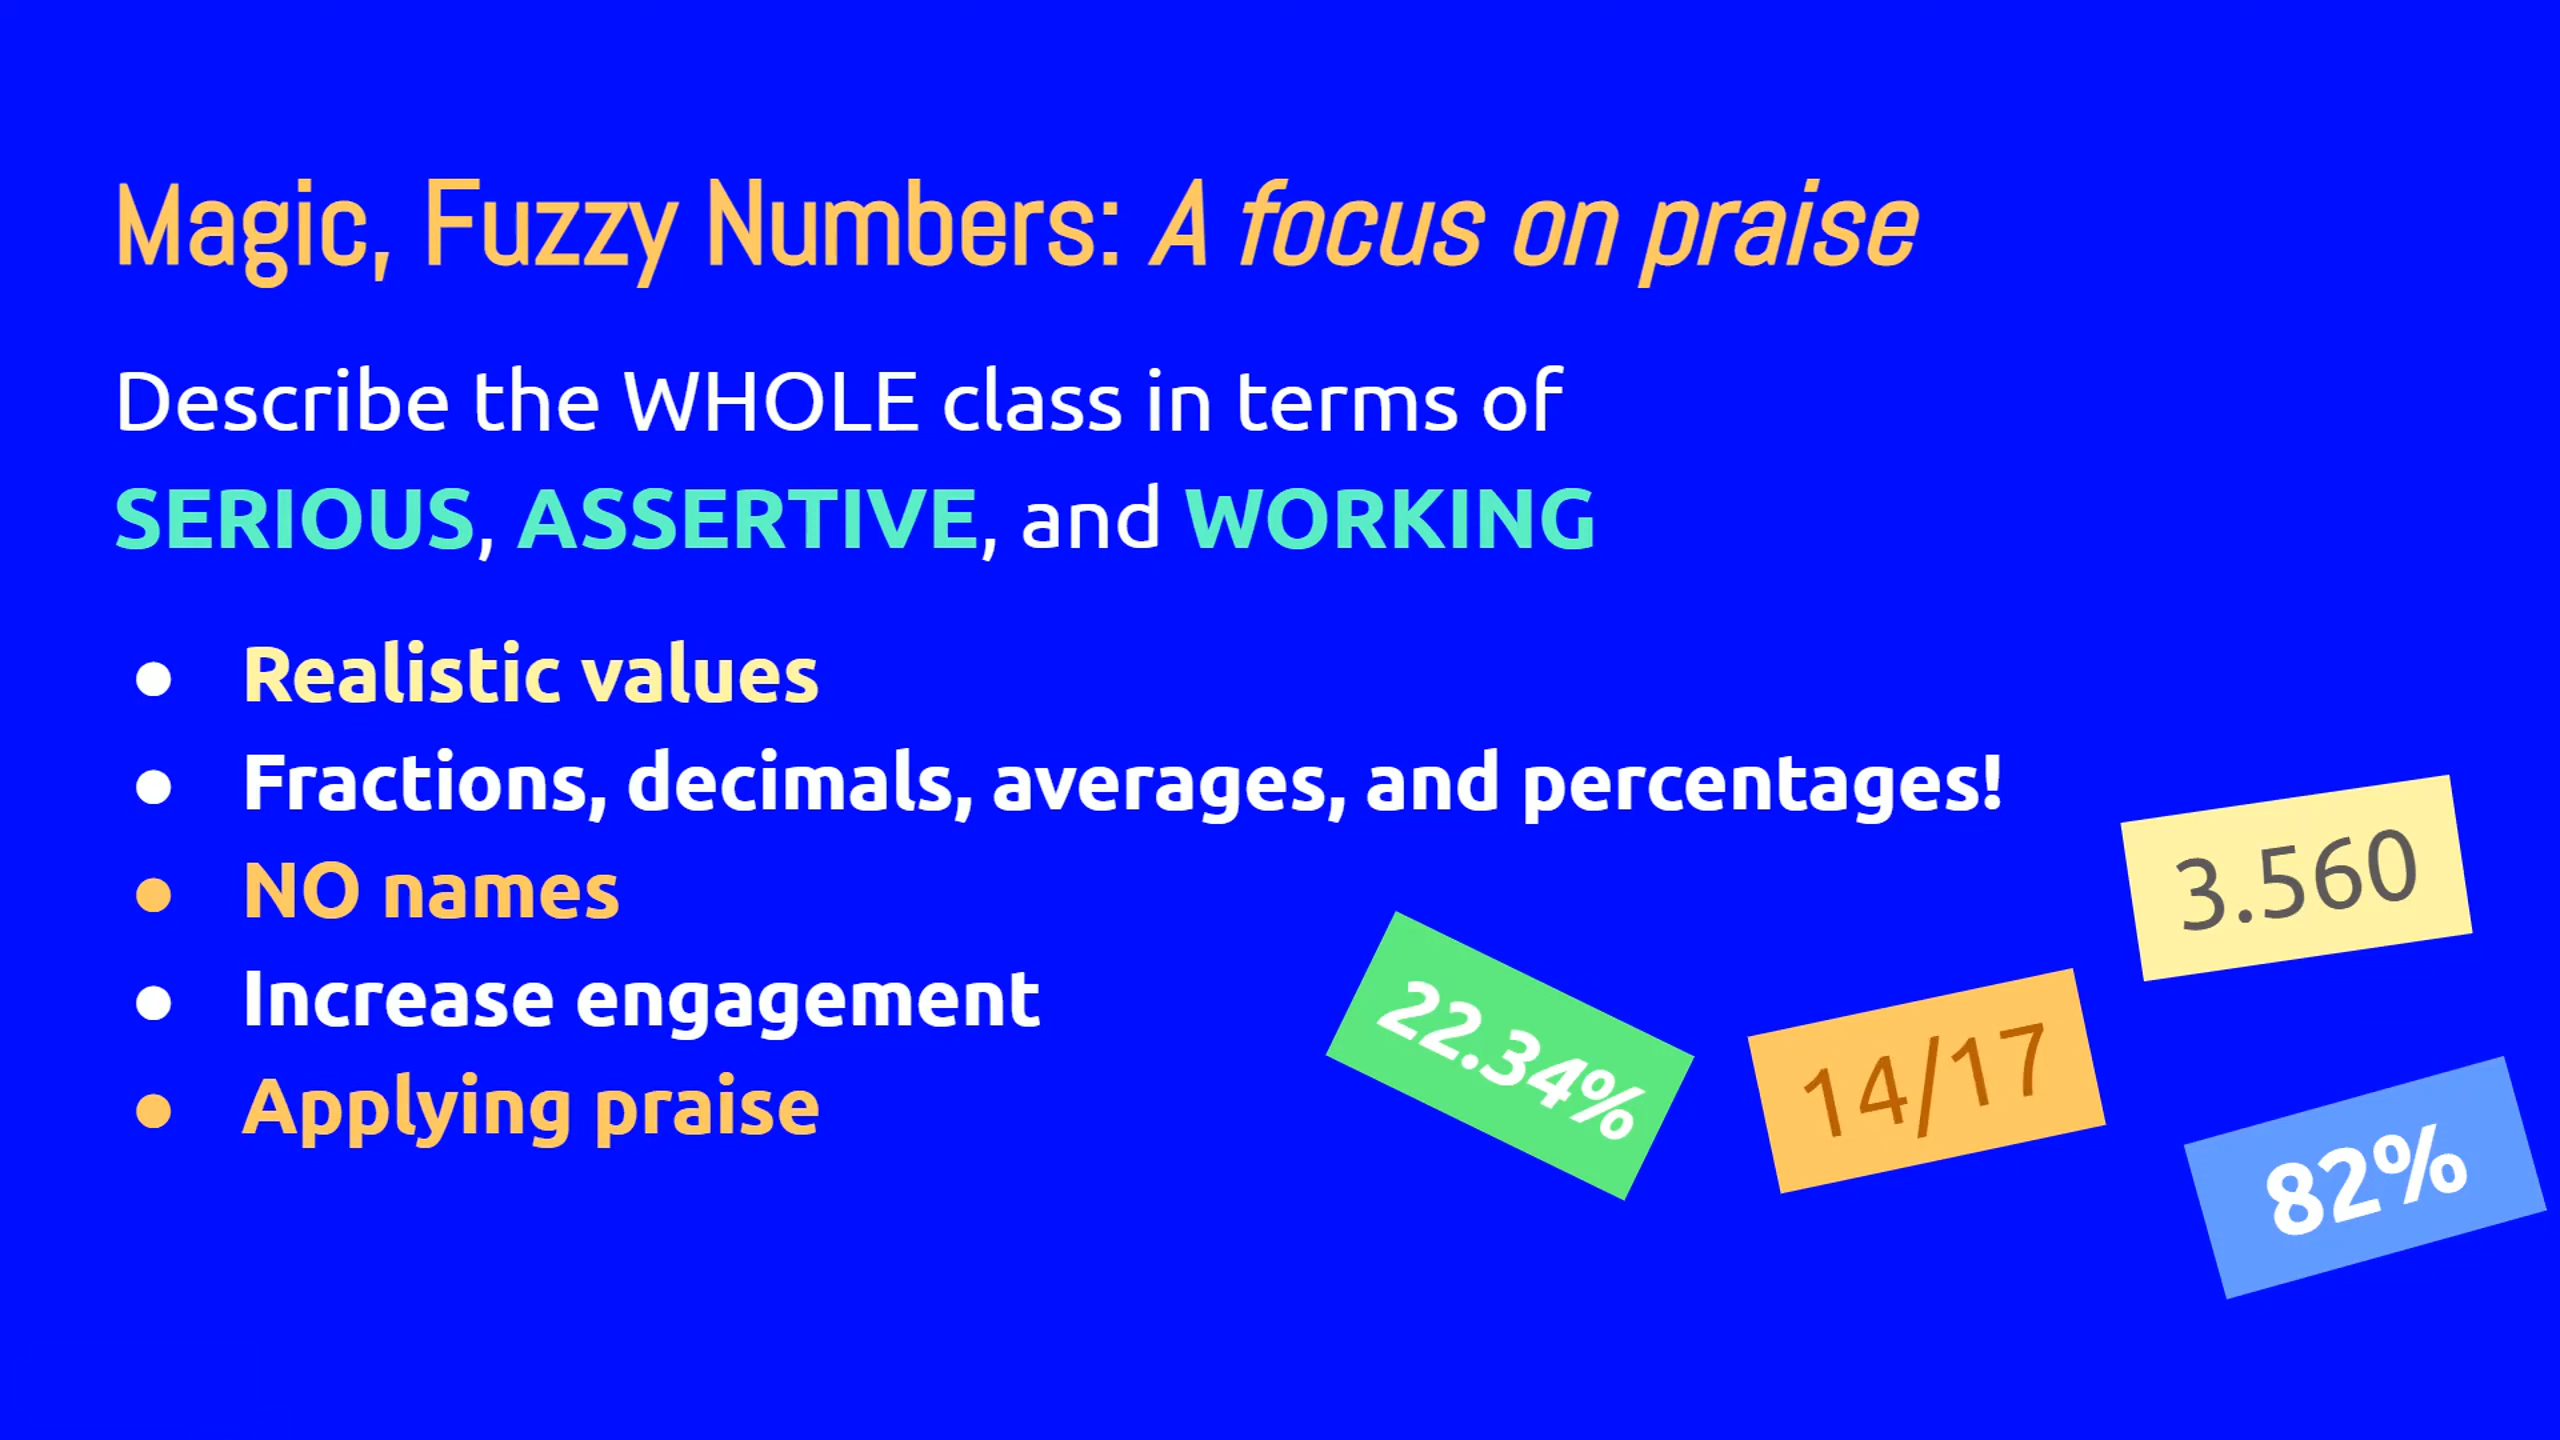 Magic, Fuzzy Numbers: A focus on praise
Describe the WHOLE class in terms of
SERIOUS, ASSERTIVE, and WORKING
● Realistic values
● Fractions, decimals, averages, and percentages!
● NO names
● Increase engagement
● Applying praise
3.560
22.34%
14/17
82%